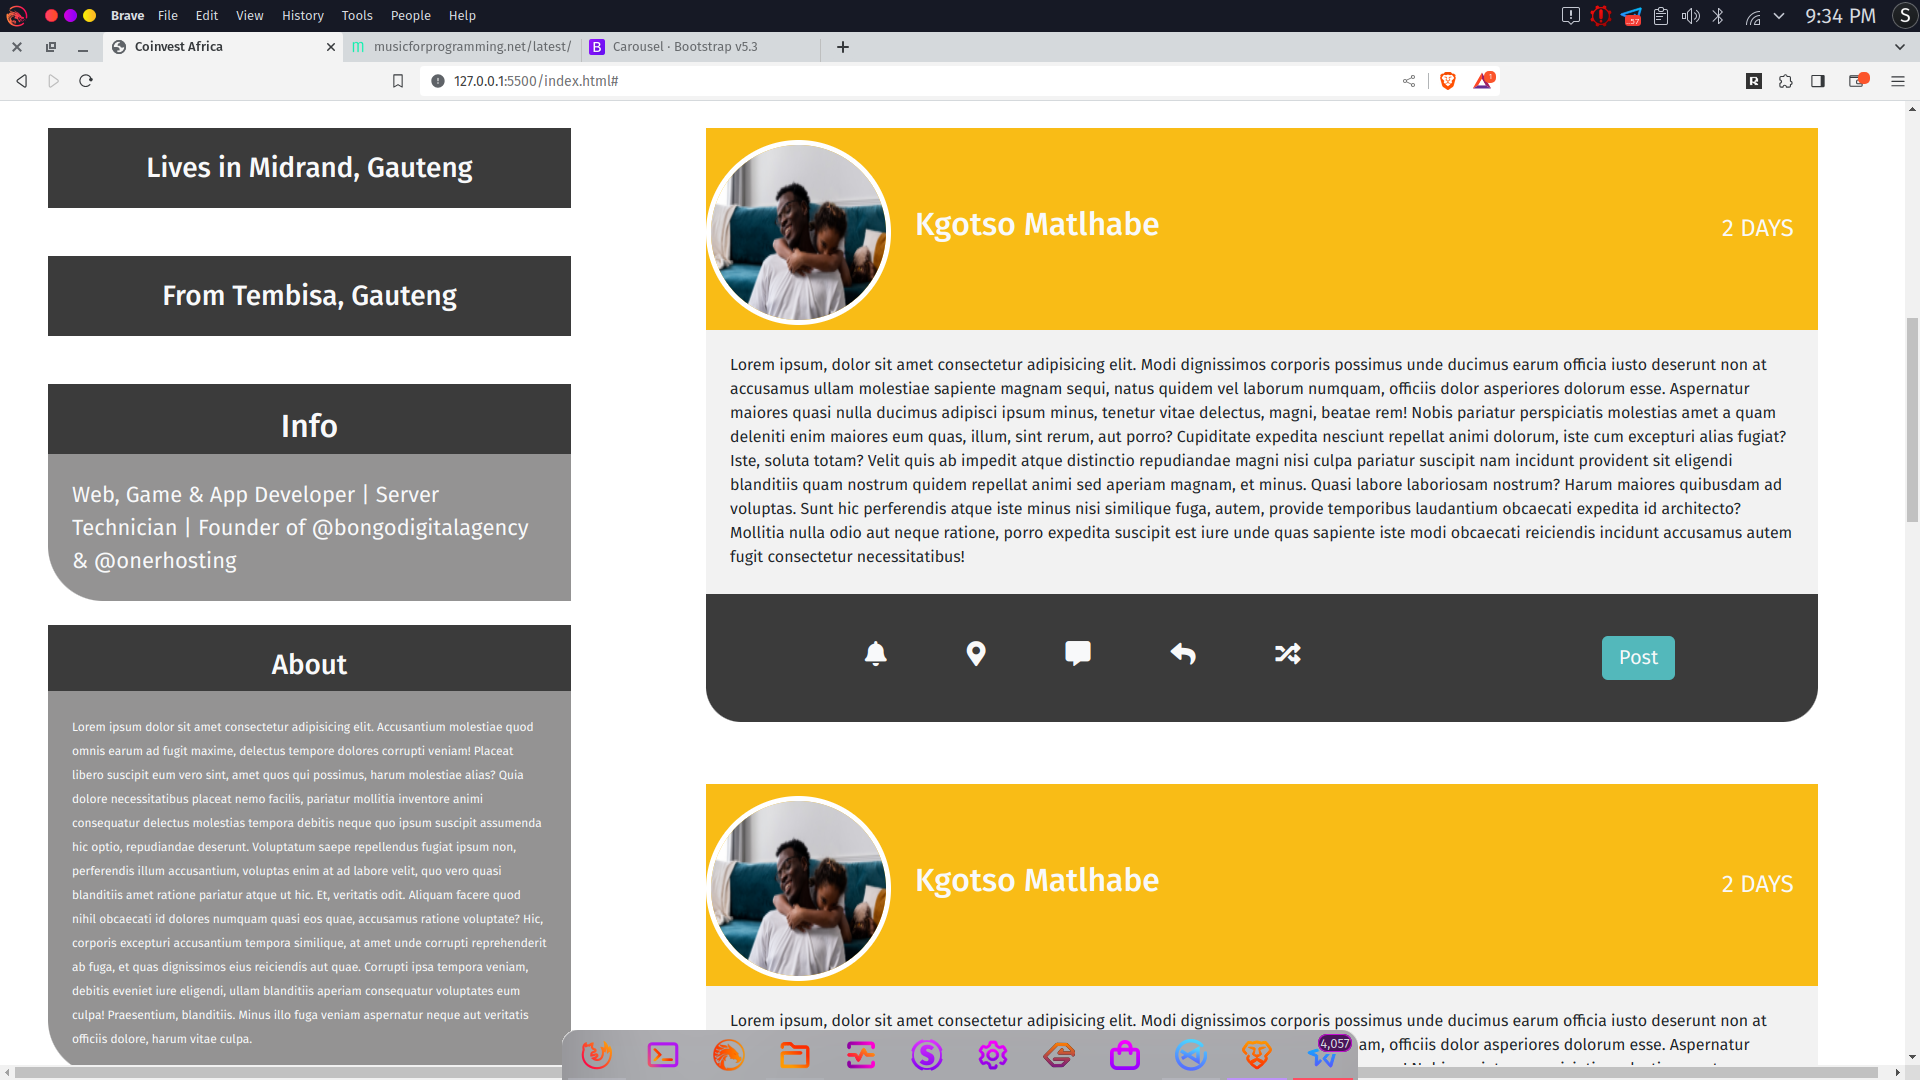 Brave File Edit View History Tools People Help
57
9:34 PM
S
Coinvest Africa
musicforprogramming.net/latest/
B
Carousel · Bootstrap v5.3
127.0.0.1:5500/index.html#
1
R
Lives in Midrand, Gauteng
From Tembisa, Gauteng
Info
Web, Game & App Developer | Server
Technician | Founder of @bongodigitalagency
& @onerhosting
About
Lorem ipsum dolor sit amet consectetur adipisicing elit. Accusantium molestiae quod
omnis earum ad fugit maxime, delectus tempore dolores corrupti veniam! Placeat
libero suscipit eum vero sint, amet quos qui possimus, harum molestiae alias? Quia
dolore necessitatibus placeat nemo facilis, pariatur mollitia inventore animi
consequatur delectus molestias tempora debitis neque quo ipsum suscipit assumenda
hic optio, repudiandae deserunt. Voluptatum saepe repellendus fugiat ipsum non,
perferendis illum accusantium, voluptas enim at ad labore velit, quo vero quasi
blanditiis amet ratione pariatur atque ut hic. Et, veritatis odit. Aliquam facere quod
nihil obcaecati id dolores numquam quasi eos quae, accusamus ratione voluptate? Hic,
corporis excepturi accusantium tempora similique, at amet unde corrupti reprehenderit
ab fuga, et quas dignissimos eius reiciendis aut quae. Corrupti ipsa tempora veniam,
debitis eveniet iure eligendi, ullam blanditiis aperiam consequatur voluptates eum
culpa! Praesentium, blanditiis. Minus illo fuga veniam aspernatur neque aut veritatis
officiis dolore, harum vitae culpa.
Kgotso Matlhabe
2 DAYS
Lorem ipsum, dolor sit amet consectetur adipisicing elit. Modi dignissimos corporis possimus unde ducimus earum officia iusto deserunt non at
accusamus ullam molestiae sapiente magnam sequi, natus quidem vel laborum numquam, officiis dolor asperiores dolorum esse. Aspernatur
maiores quasi nulla ducimus adipisci ipsum minus, tenetur vitae delectus, magni, beatae rem! Nobis pariatur perspiciatis molestias amet a quam
deleniti enim maiores eum quas, illum, sint rerum, aut porro? Cupiditate expedita nesciunt repellat animi dolorum, iste cum excepturi alias fugiat?
Iste, soluta totam? Velit quis ab impedit atque distinctio repudiandae magni nisi culpa pariatur suscipit nam incidunt provident sit eligendi
blanditiis quam nostrum quidem repellat animi sed aperiam magnam, et minus. Quasi labore laboriosam nostrum? Harum maiores quibusdam ad
voluptas. Sunt hic perferendis atque iste minus nisi similique fuga, autem, provide temporibus laudantium obcaecati expedita id architecto?
Mollitia nulla odio aut neque ratione, porro expedita suscipit est iure unde quas sapiente iste modi obcaecati reiciendis incidunt accusamus autem
fugit consectetur necessitatibus!
Post
Kgotso Matlhabe
2 DAYS
Lorem ipsum, dolor sit amet consectetur adipisicing elit. Modi dignissimos corporis possimus unde ducimus earum officia iusto deserunt non at
am, officiis dolor asperiores dolorum esse. Aspernatur
4,057